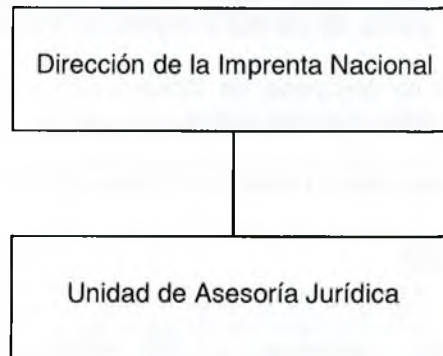 Dirección de la Imprenta Nacional
Unidad de Asesoría Jurídica